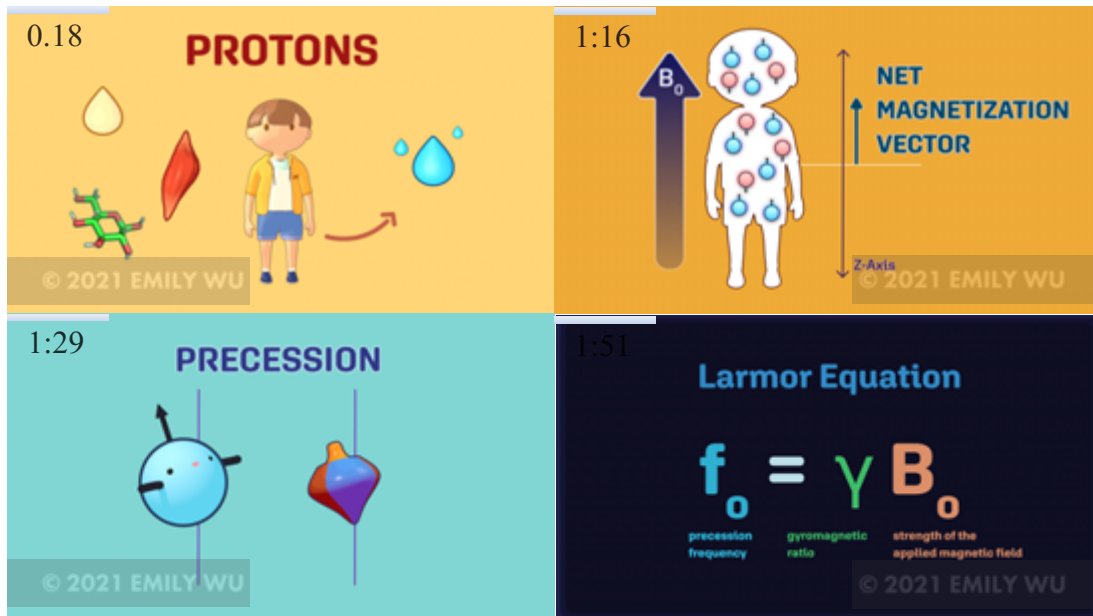 0.18
PROTONS
© 2021 EMILY WU
1:16
B0
NET
MAGNETIZATION
VECTOR
Z-Axis
© 2021 EMILY WU
1:29
PRECESSION
© 2021 EMILY WU
1:51
Larmor Equation
fo = γ Bo
precession
frequency
gyromagnetic
ratio
strength of the
applied magnetic field
© 2021 EMILY WU